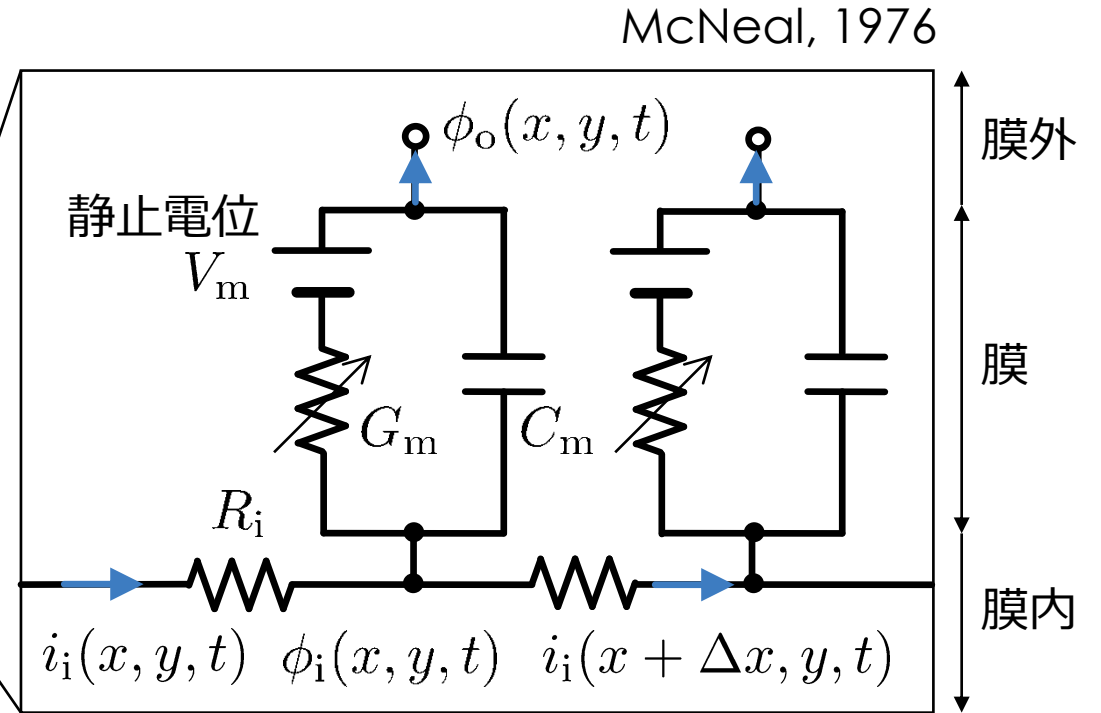 McNeal, 1976
ϕₒ(x, y, t)
膜外
静止電位
Vₘ
膜
Gₘ
Cₘ
Rᵢ
膜内
iᵢ(x, y, t)
ϕᵢ(x, y, t)
iᵢ(x + Δx, y, t)